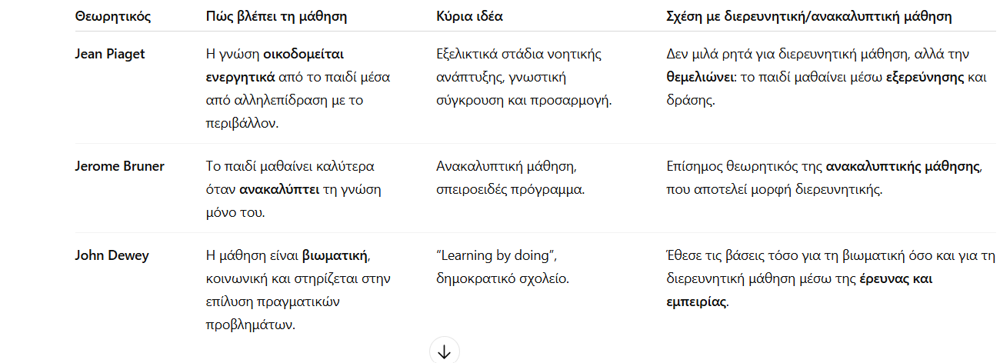 Θεωρητικός Πώς βλέπει τη μάθηση Κύρια ιδέα Σχέση με διερευνητική/ανακαλυπτική μάθηση
Jean Piaget
Η γνώση οικοδομείται
ενεργητικά από το παιδί μέσα
από αλληλεπίδραση με το
περιβάλλον.
Εξελικτικά στάδια νοητικής
ανάπτυξης, γνωστική
σύγκρουση και προσαρμογή.
Δεν μιλά ρητά για διερευνητική μάθηση, αλλά την
θεμελιώνει: το παιδί μαθαίνει μέσω εξερεύνησης και
δράσης.
Jerome Bruner
Το παιδί μαθαίνει καλύτερα
όταν ανακαλύπτει τη γνώση
μόνο του.
Ανακαλυπτική μάθηση,
σπειροειδές πρόγραμμα.
Επίσημος θεωρητικός της ανακαλυπτικής μάθησης,
που αποτελεί μορφή διερευνητικής.
John Dewey
Η μάθηση είναι βιωματική,
κοινωνική και στηρίζεται στην
επίλυση πραγματικών
προβλημάτων.
“Learning by doing”,
δημοκρατικό σχολείο.
Έθεσε τις βάσεις τόσο για τη βιωματική όσο και για τη
διερευνητική μάθηση μέσω της έρευνας και
εμπειρίας.